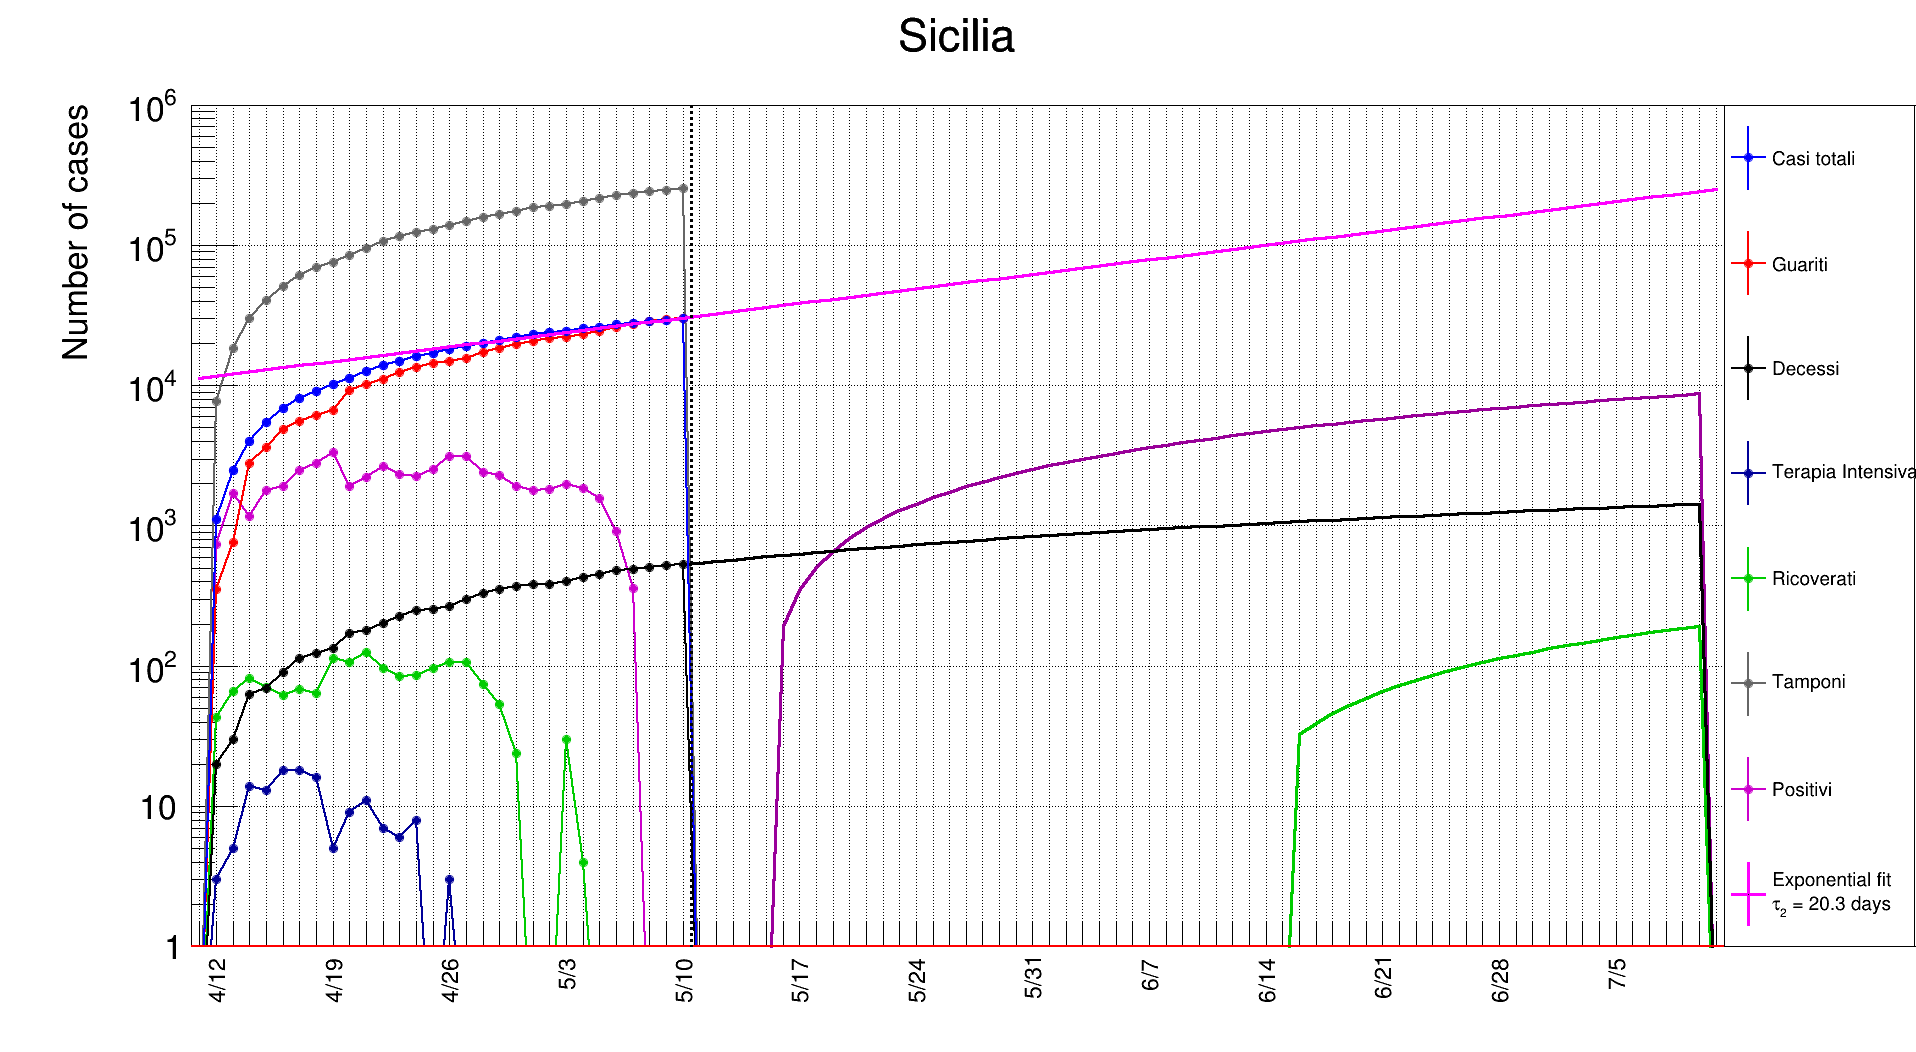 Sicilia
Number of cases
10^6
10^5
10^4
10^3
10^2
10
1
4/12
4/19
4/26
5/3
5/10
5/17
5/24
5/31
6/7
6/14
6/21
6/28
7/5
Casi totali
Guariti
Decessi
Terapia Intensiva
Ricoverati
Tamponi
Positivi
Exponential fit
τ_2 = 20.3 days